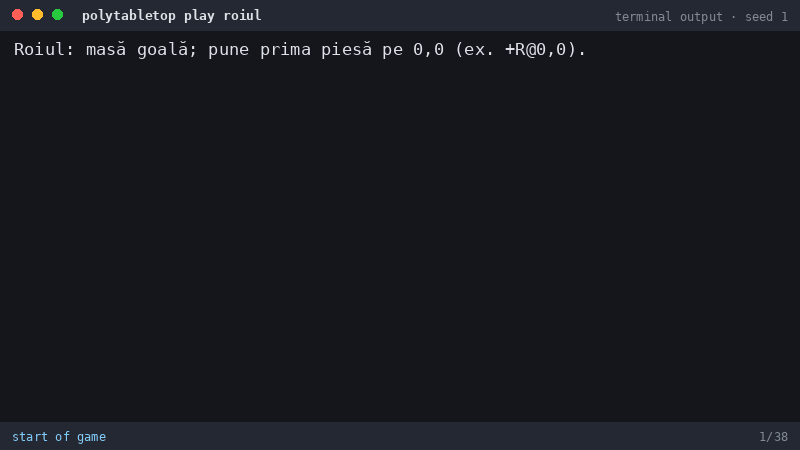 polytabletop play roiul
terminal output · seed 1
Roiul: masă goală; pune prima piesă pe 0,0 (ex. +R@0,0).
start of game
1/38